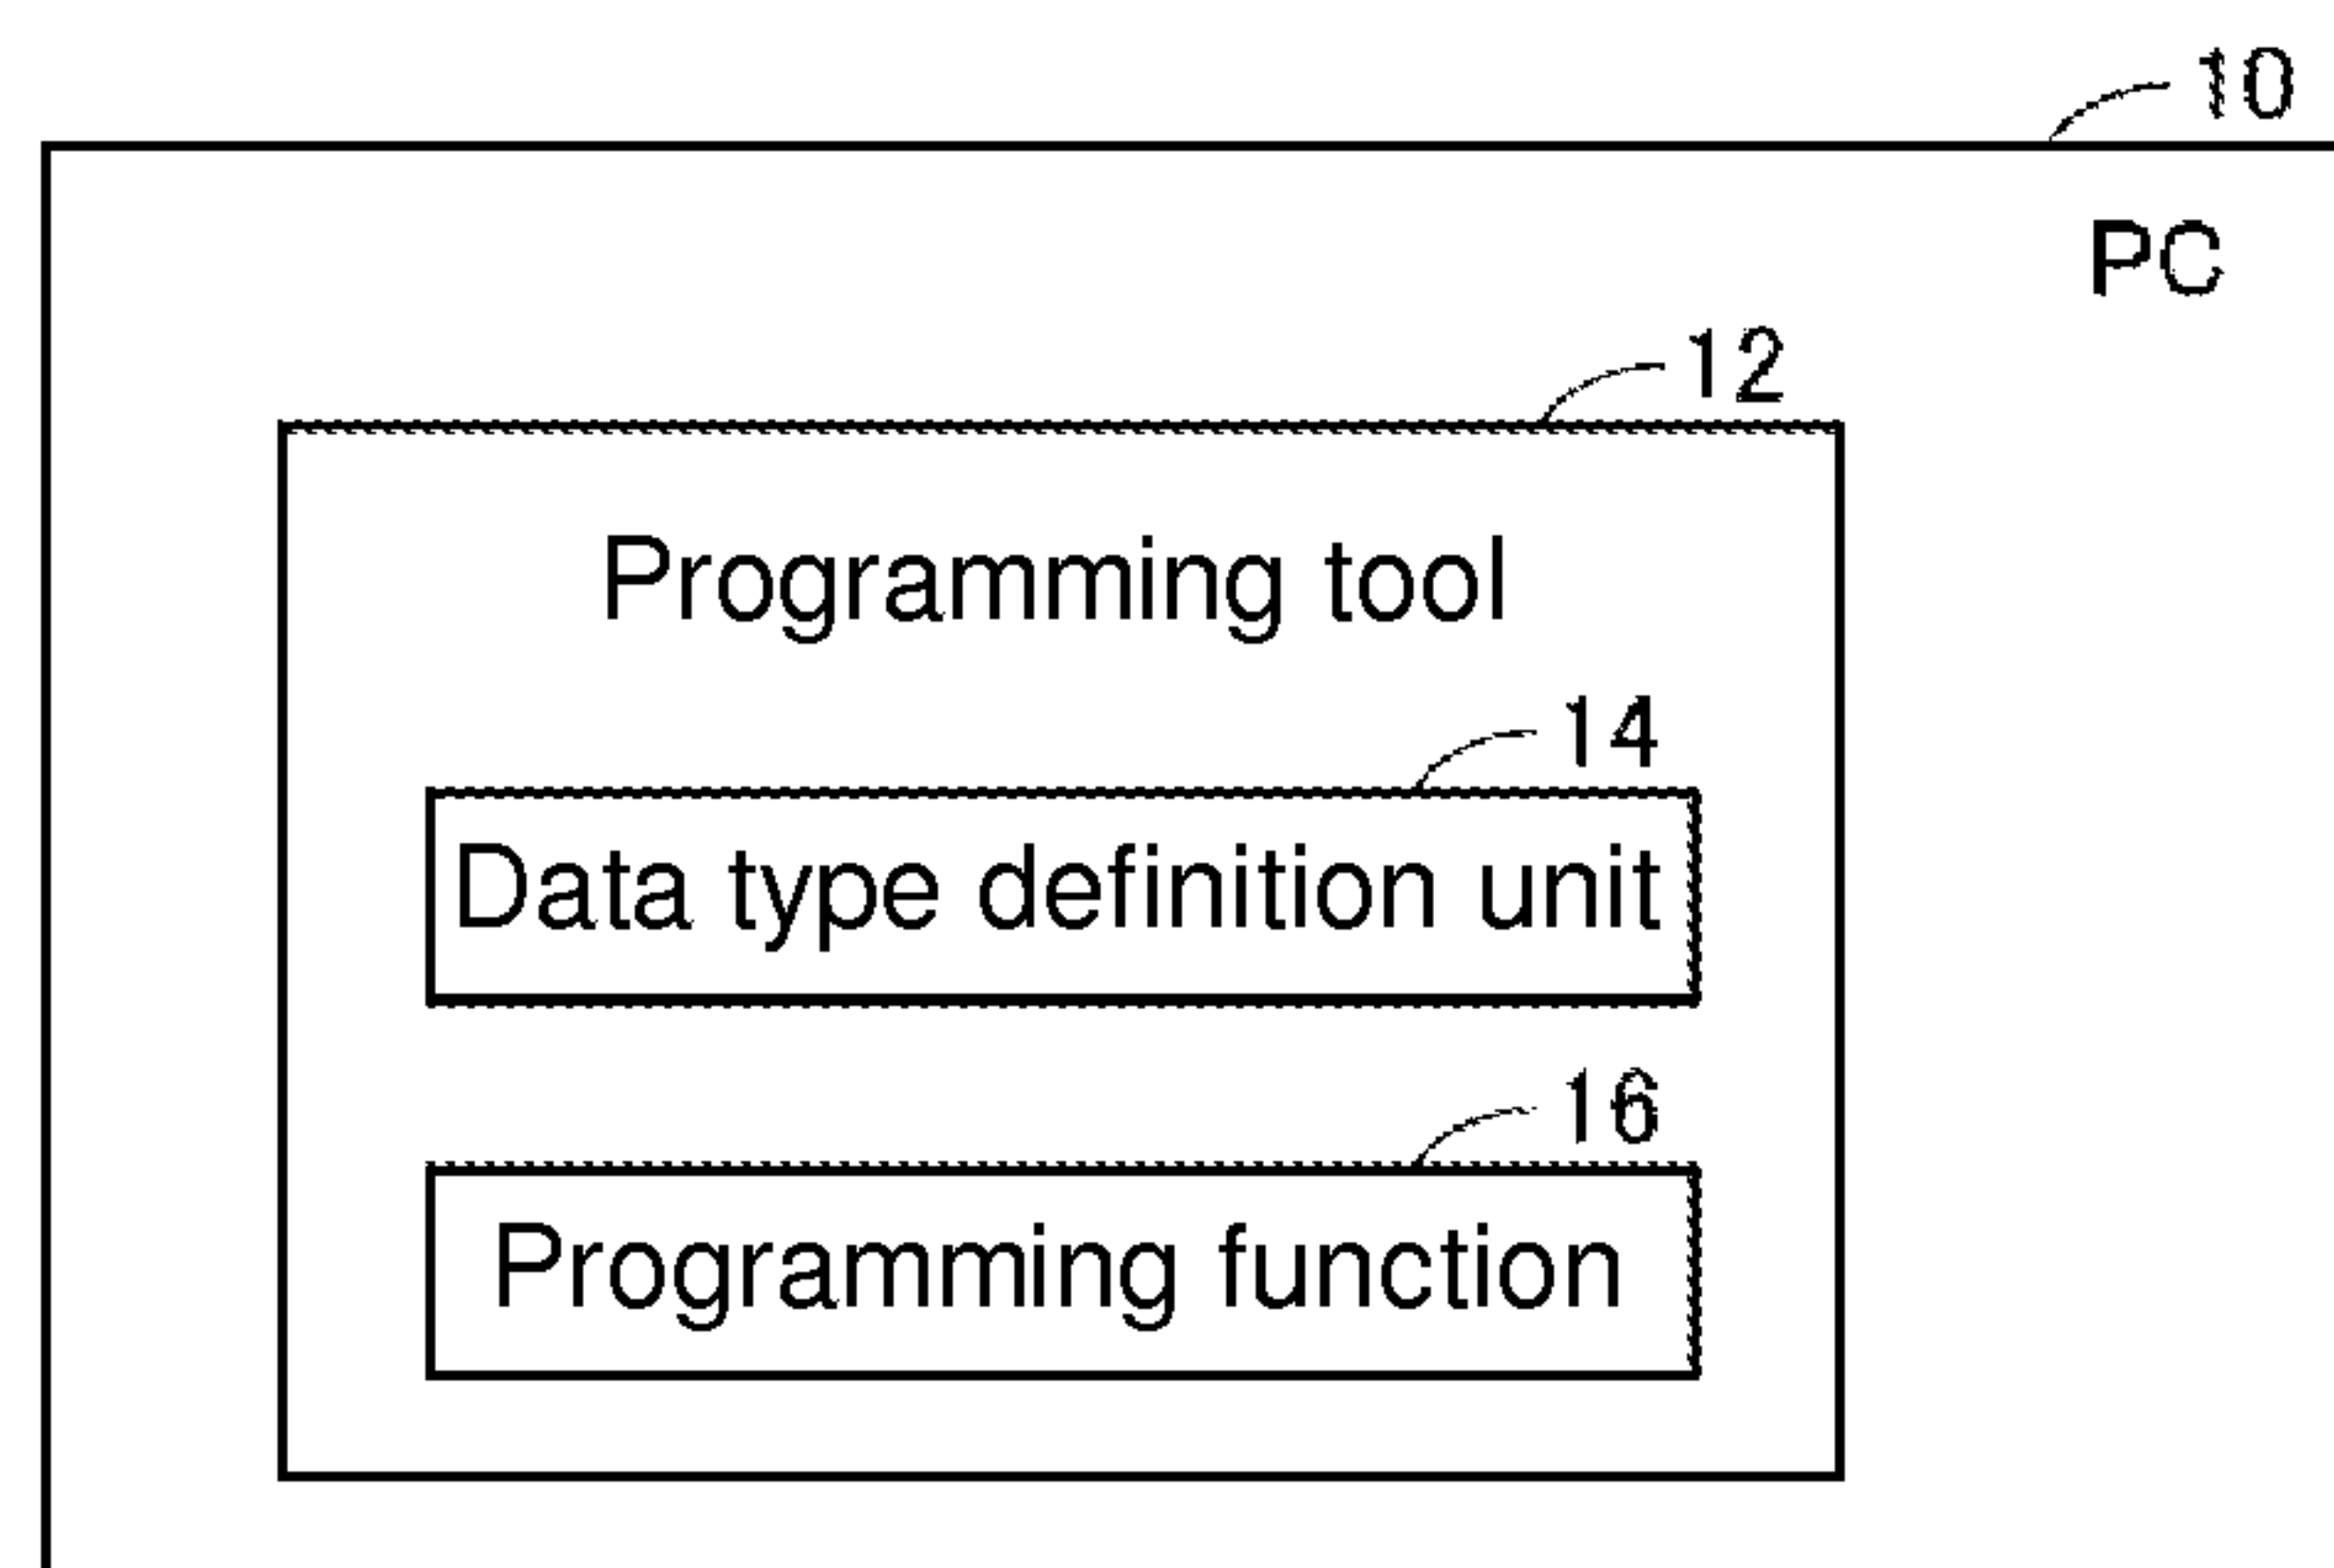 10
PC
12
Programming tool
14
Data type definition unit
16
Programming function